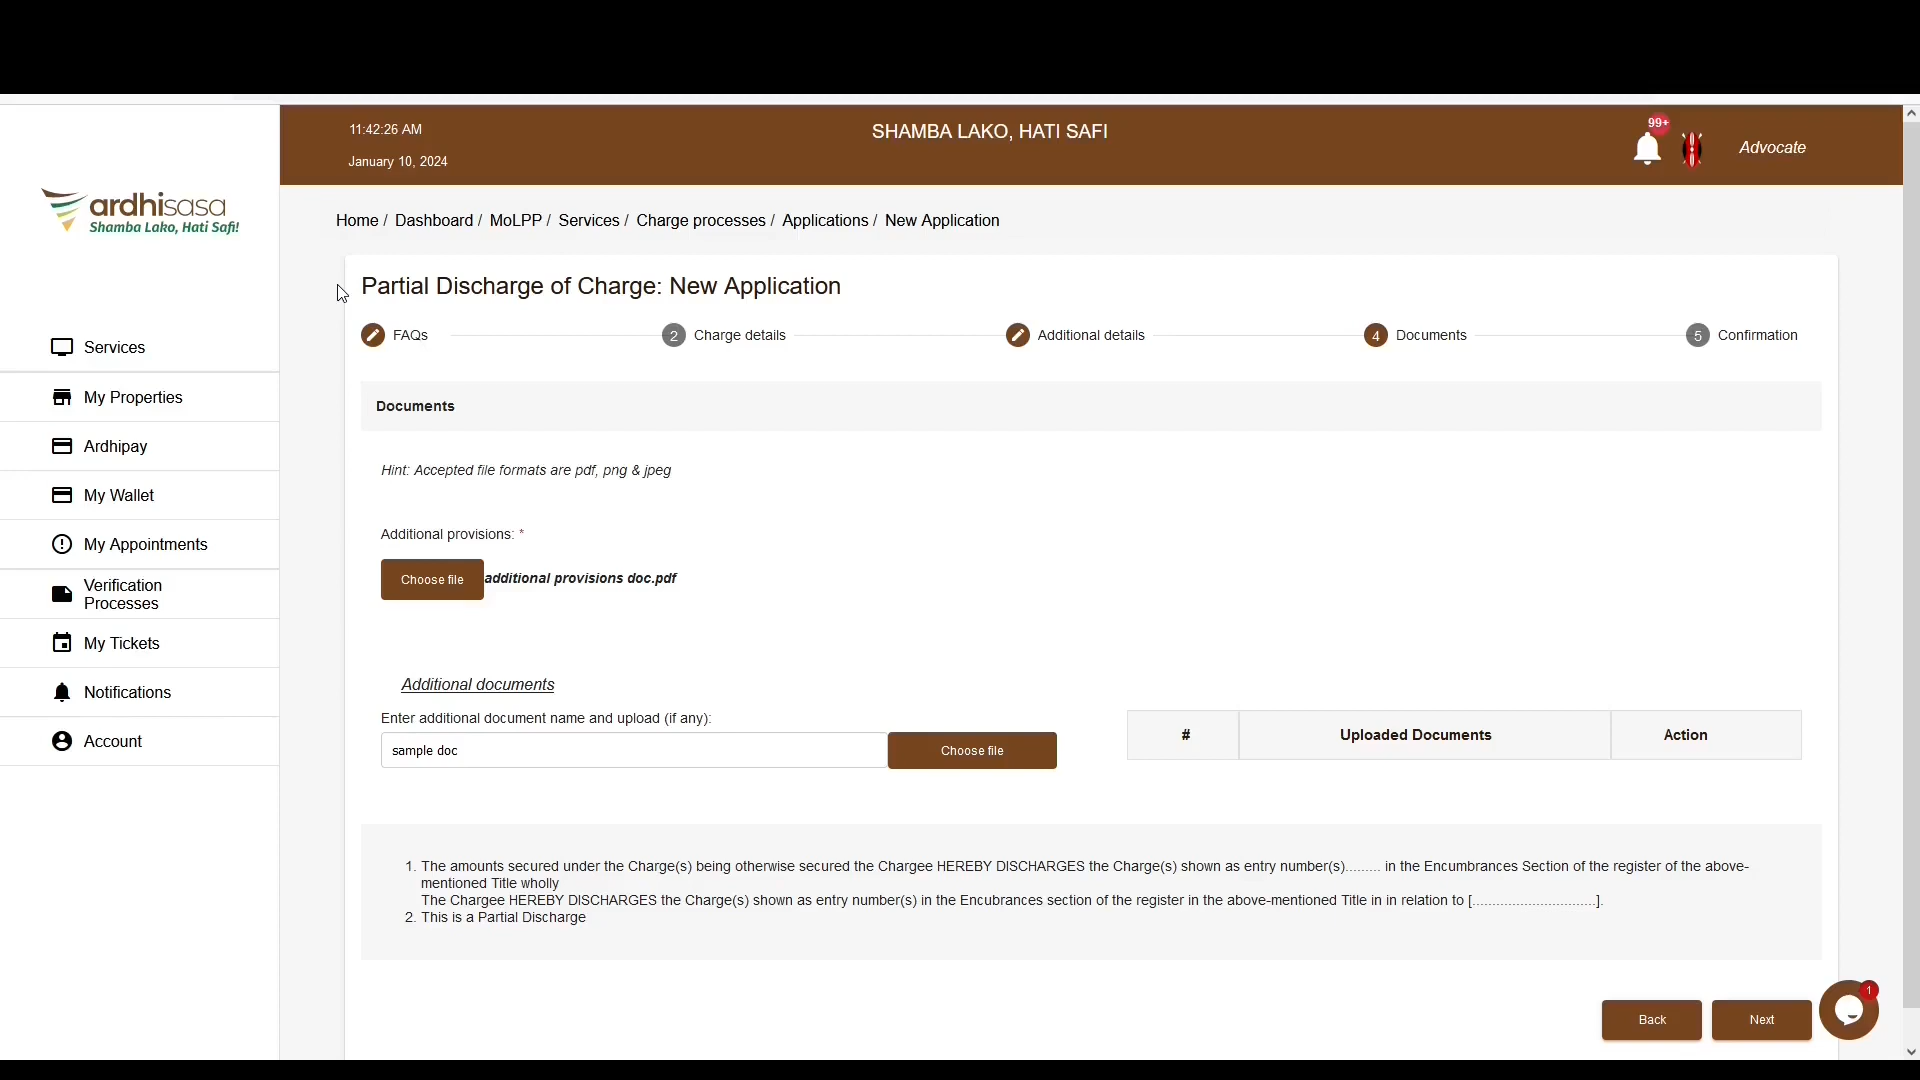 11:42:26 AM
January 10, 2024
SHAMBA LAKO, HATI SAFI
99+
Advocate
ardhisasa
Shamba Lako, Hati Safi!
Services
My Properties
Ardhipay
My Wallet
My Appointments
Verification
Processes
My Tickets
Notifications
Account
Home / Dashboard / MoLPP / Services / Charge processes / Applications / New Application
Partial Discharge of Charge: New Application
FAQs
2 Charge details
Additional details
4 Documents
5 Confirmation
Documents
Hint: Accepted file formats are pdf, png & jpeg
Additional provisions: *
Choose file additional provisions doc.pdf
Additional documents
Enter additional document name and upload (if any):
sample doc
Choose file
# Uploaded Documents Action
1. The amounts secured under the Charge(s) being otherwise secured the Chargee HEREBY DISCHARGES the Charge(s) shown as entry number(s)......... in the Encumbrances Section of the register of the above-
mentioned Title wholly
The Chargee HEREBY DISCHARGES the Charge(s) shown as entry number(s) in the Encubrances section of the register in the above-mentioned Title in in relation to [...............................].
2. This is a Partial Discharge
Back
Next
1